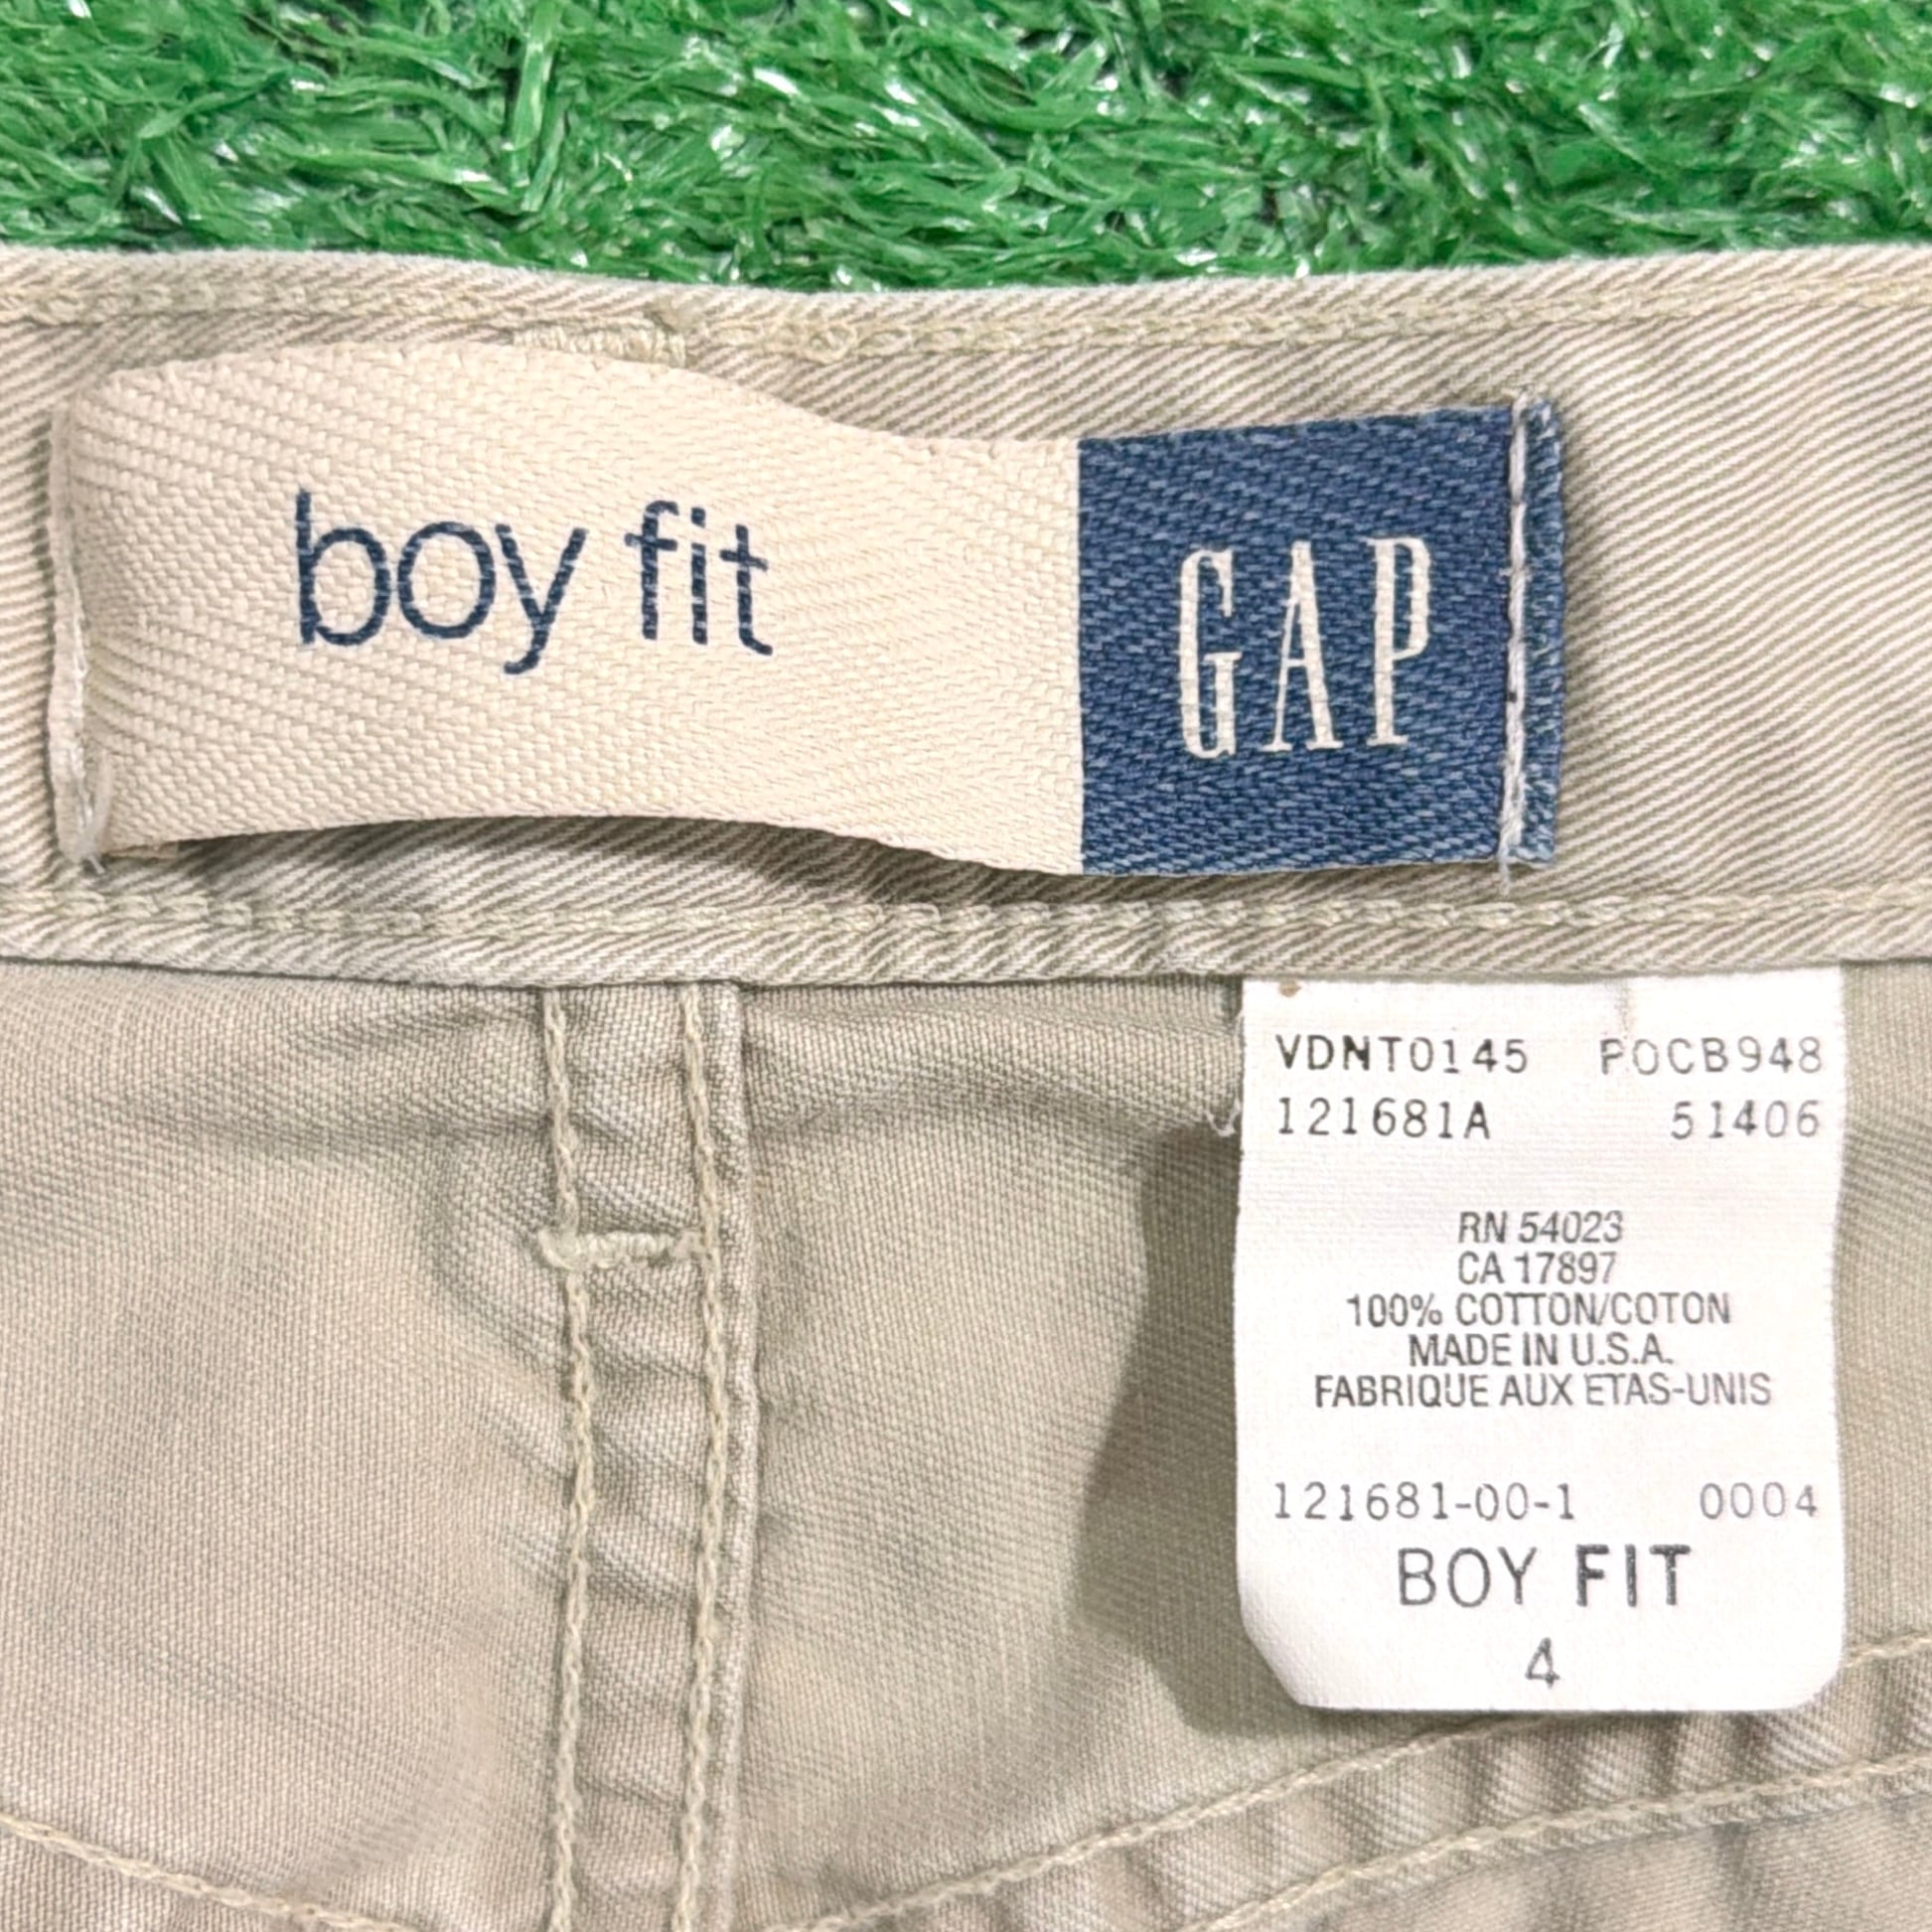 boy fit GAP
VDNT0145 POCB948
121681A 51406
RN 54023
CA 17897
100% COTTON/COTON
MADE IN U.S.A.
FABRIQUE AUX ETAS-UNIS
121681-00-1 0004
BOY FIT
4